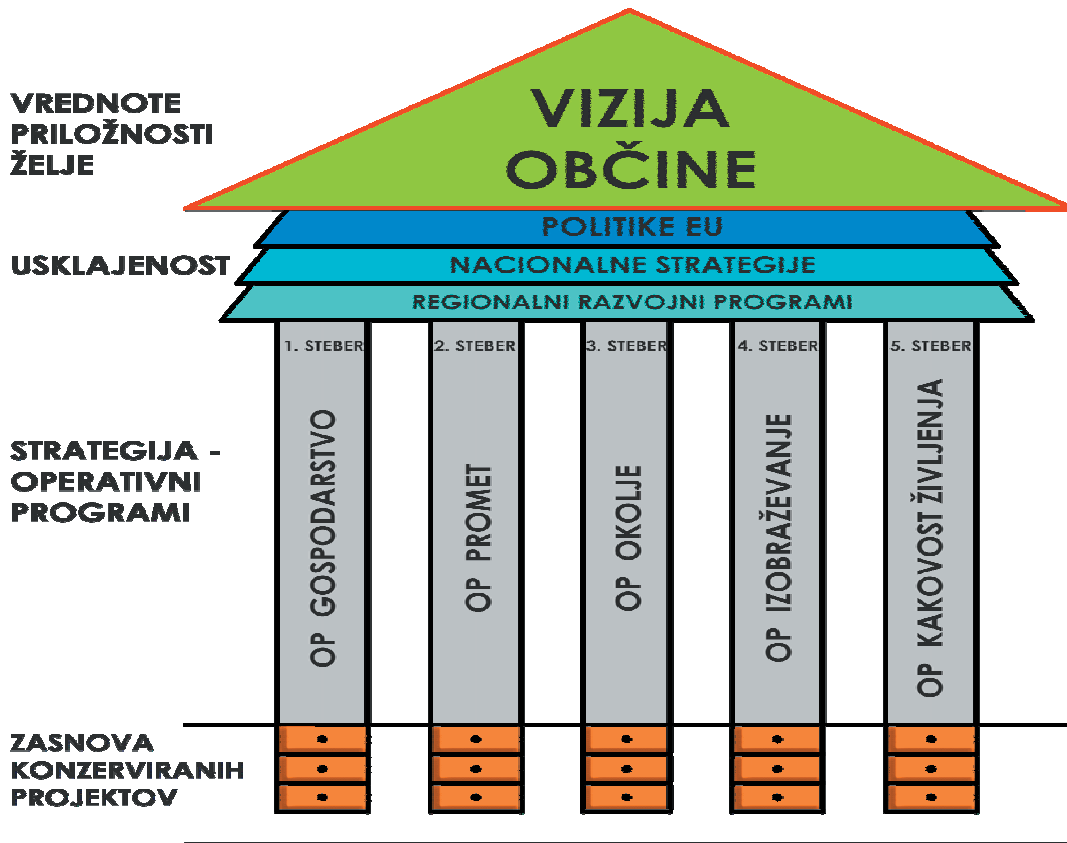 VREDNOTE
PRILOŽNOSTI
ŽELJE
VIZIJA
OBČINE
USKLAJENOST
POLITIKE EU
NACIONALNE STRATEGIJE
REGIONALNI RAZVOJNI PROGRAMI
STRATEGIJA -
OPERATIVNI
PROGRAMI
1. STEBER
OP GOSPODARSTVO
2. STEBER
OP PROMET
3. STEBER
OP OKOLJE
4. STEBER
OP IZOBRAŽEVANJE
5. STEBER
OP KAKOVOST ŽIVLJENJA
ZASNOVA
KONZERVIRANIH
PROJEKTOV